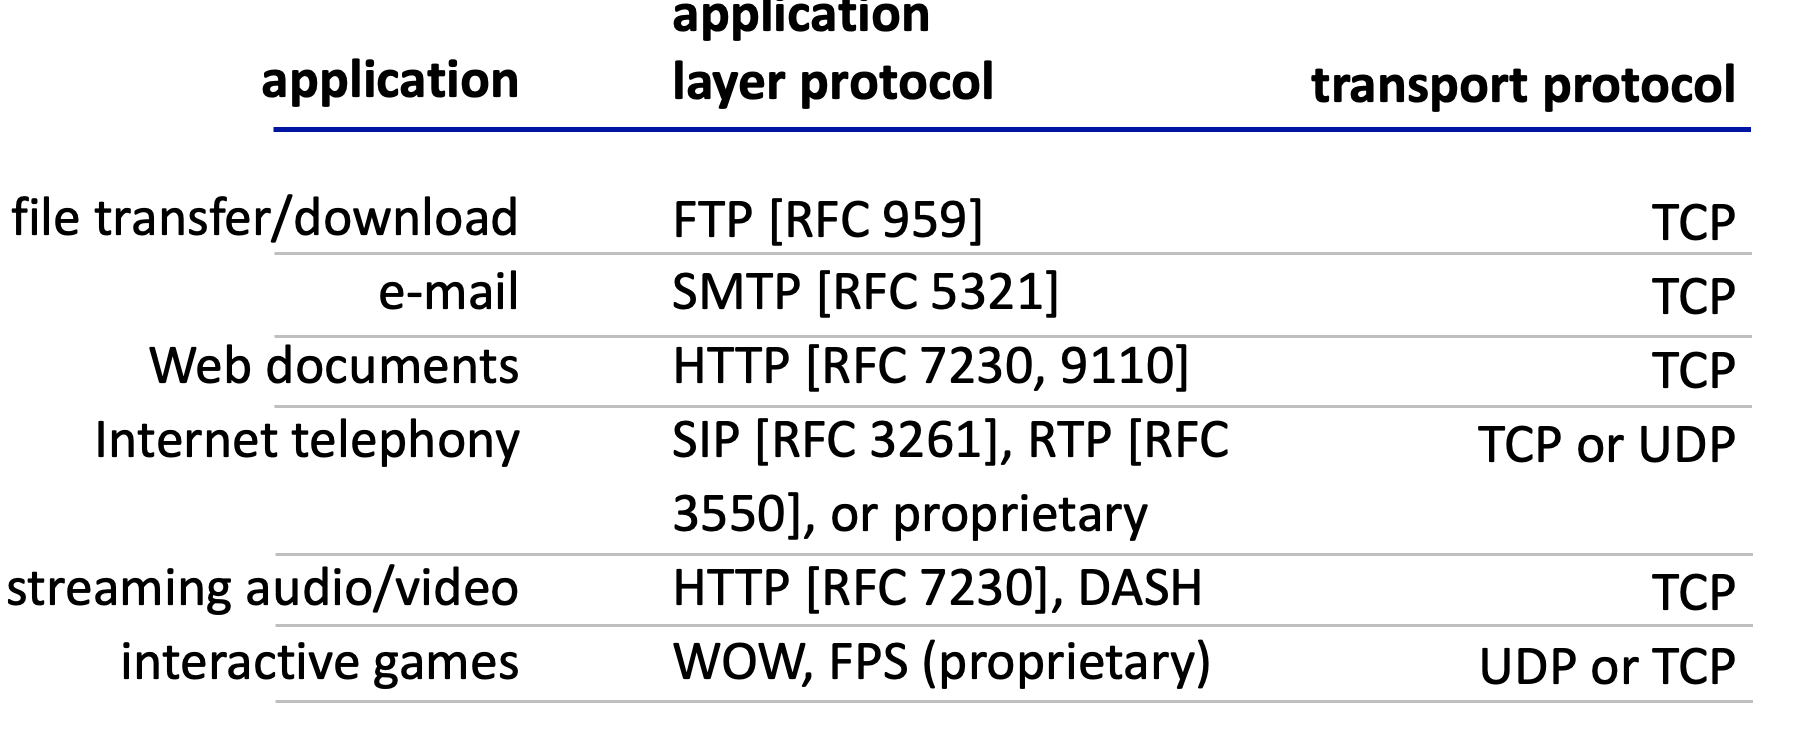 application
application
layer protocol
transport protocol
file transfer/download
FTP [RFC 959]
TCP
e-mail
SMTP [RFC 5321]
TCP
Web documents
HTTP [RFC 7230, 9110]
TCP
Internet telephony
SIP [RFC 3261], RTP [RFC
3550], or proprietary
TCP or UDP
streaming audio/video
HTTP [RFC 7230], DASH
TCP
interactive games
WOW, FPS (proprietary)
UDP or TCP